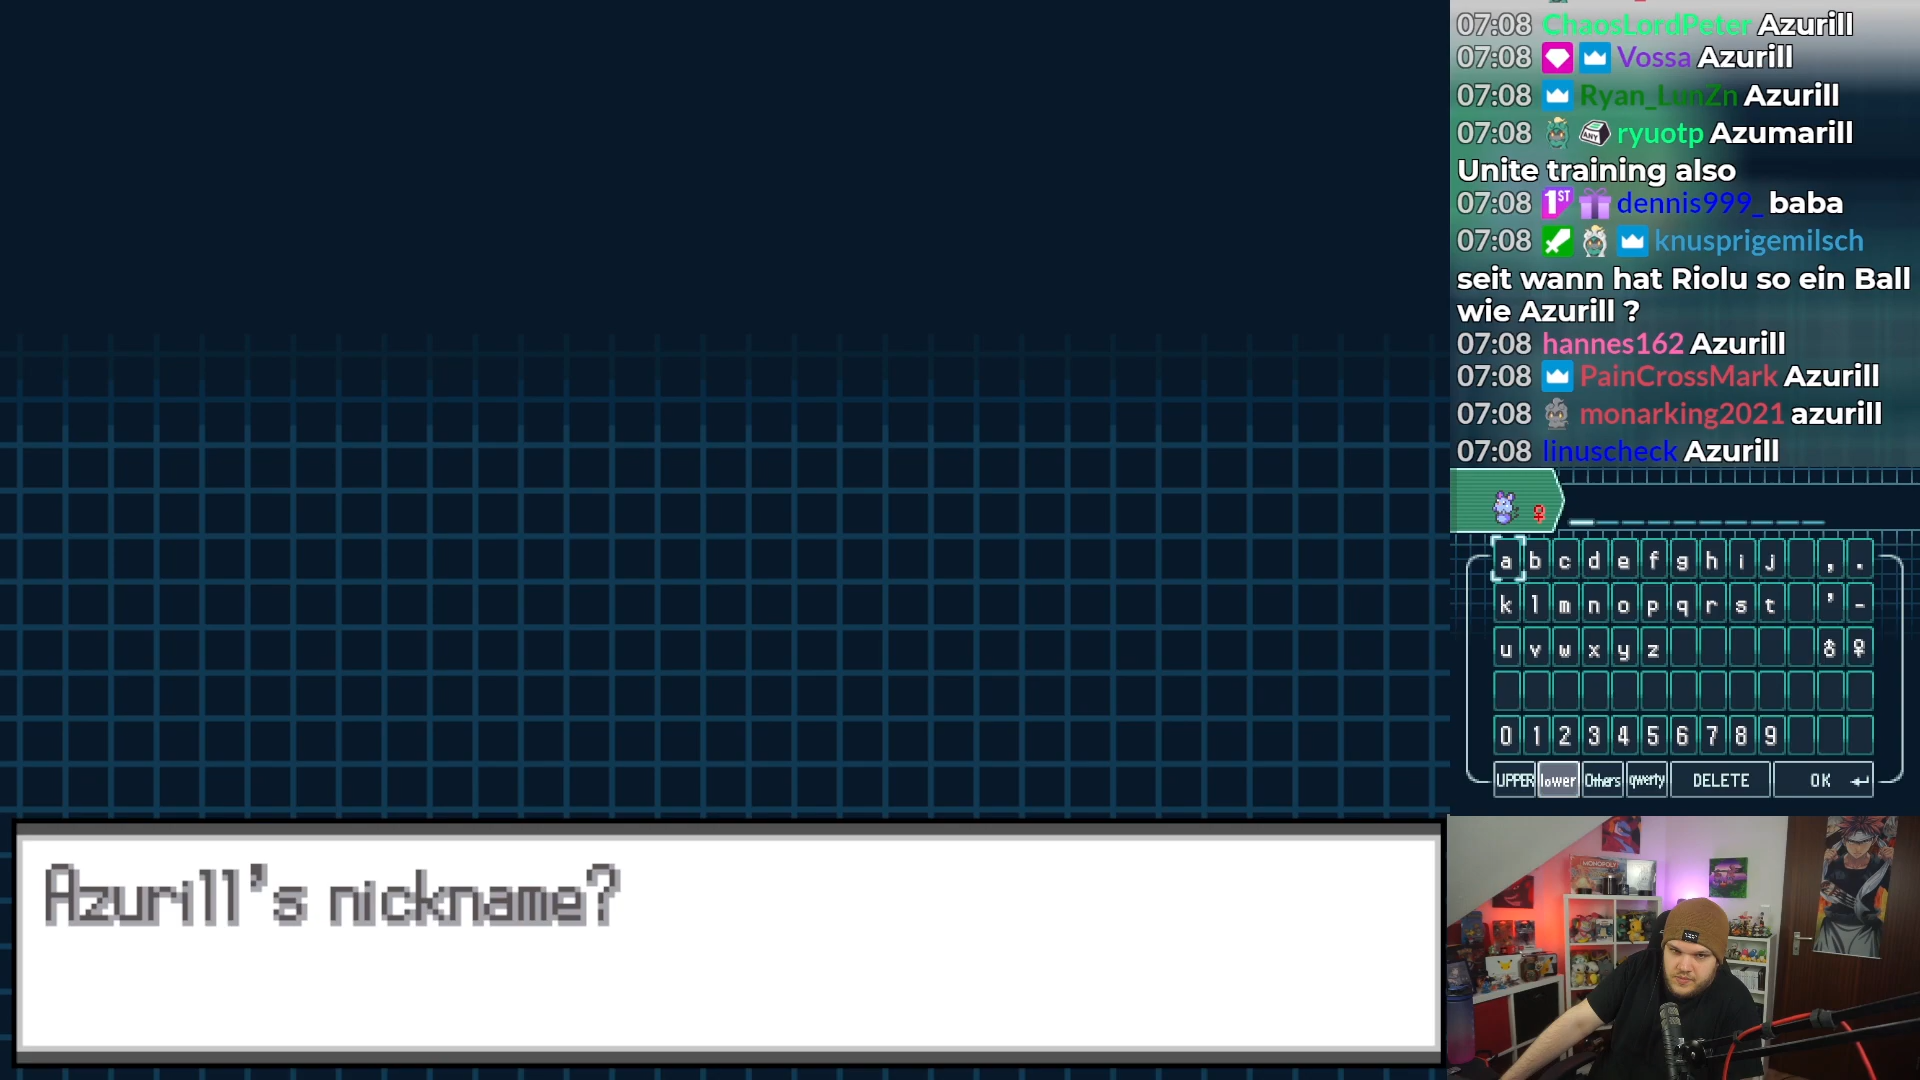 07:08 ChaosLordPeter Azurill
07:08 Vossa Azurill
07:08 Ryan_LunZn Azurill
07:08 ANY ryuotp Azumarill
Unite training also
07:08 1ST dennis999_ baba
07:08 knusprigemilsch
seit wann hat Riolu so ein Ball
wie Azurill ?
07:08 hannes162 Azurill
07:08 PainCrossMark Azurill
07:08 monarking2021 azurill
07:08 linuscheck Azurill
♀
a b c d e f g h i j , .
k l m n o p q r s t ' -
u v w x y z ♂ ♀
0 1 2 3 4 5 6 7 8 9
UPPER lower Others qwerty DELETE OK
Azurill's nickname?
MONOPOLY